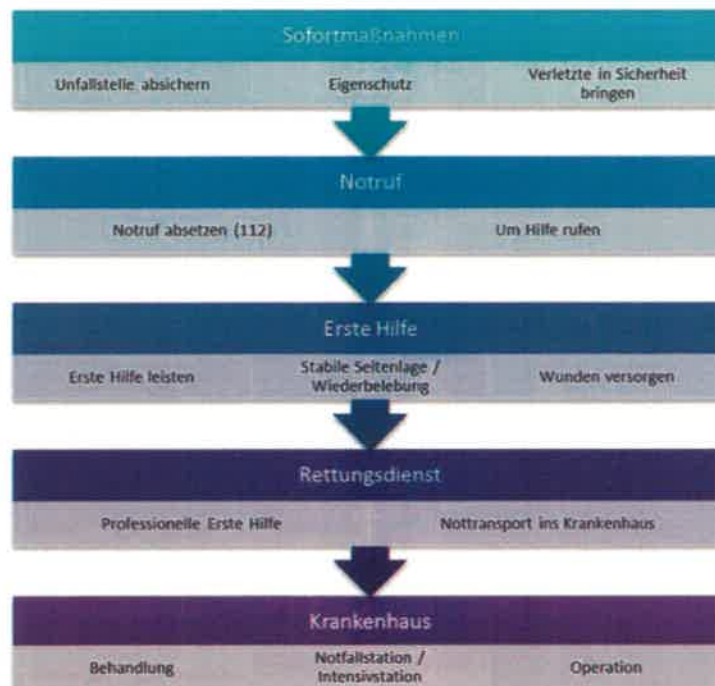 Sofortmaßnahmen
Unfallstelle absichern
Eigenschutz
Verletzte in Sicherheit
bringen
Notruf
Notruf absetzen (112)
Um Hilfe rufen
Erste Hilfe
Erste Hilfe leisten
Stabile Seitenlage /
Wiederbelebung
Wunden versorgen
Rettungsdienst
Professionelle Erste Hilfe
Nottransport ins Krankenhaus
Krankenhaus
Behandlung
Notfallstation /
Intensivstation
Operation